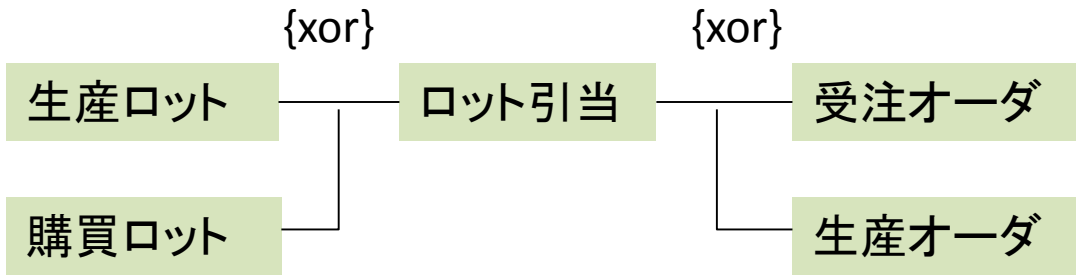 {xor} {xor}
生産ロット ロット引当 受注オーダ
購買ロット 生産オーダ